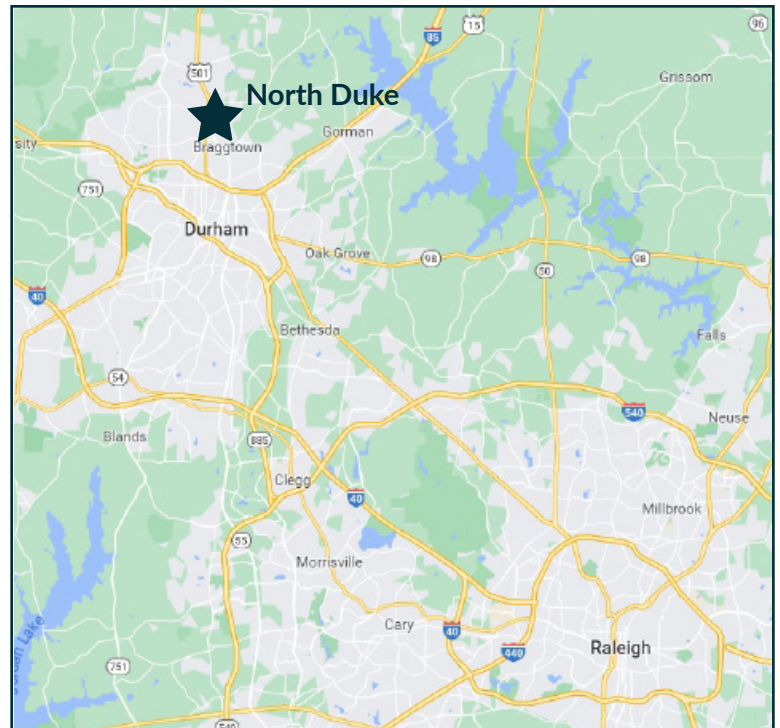 15
96
85
501
Grissom
North Duke
Gorman
sity
Braggtown
751
Durham
Oak Grove
98
98
50
40
Bethesda
Falls
54
540
Neuse
Blands
885
Clegg
40
Millbrook
55
Morrisville
Cary
40
440
Raleigh
Jordan Lake
751
540